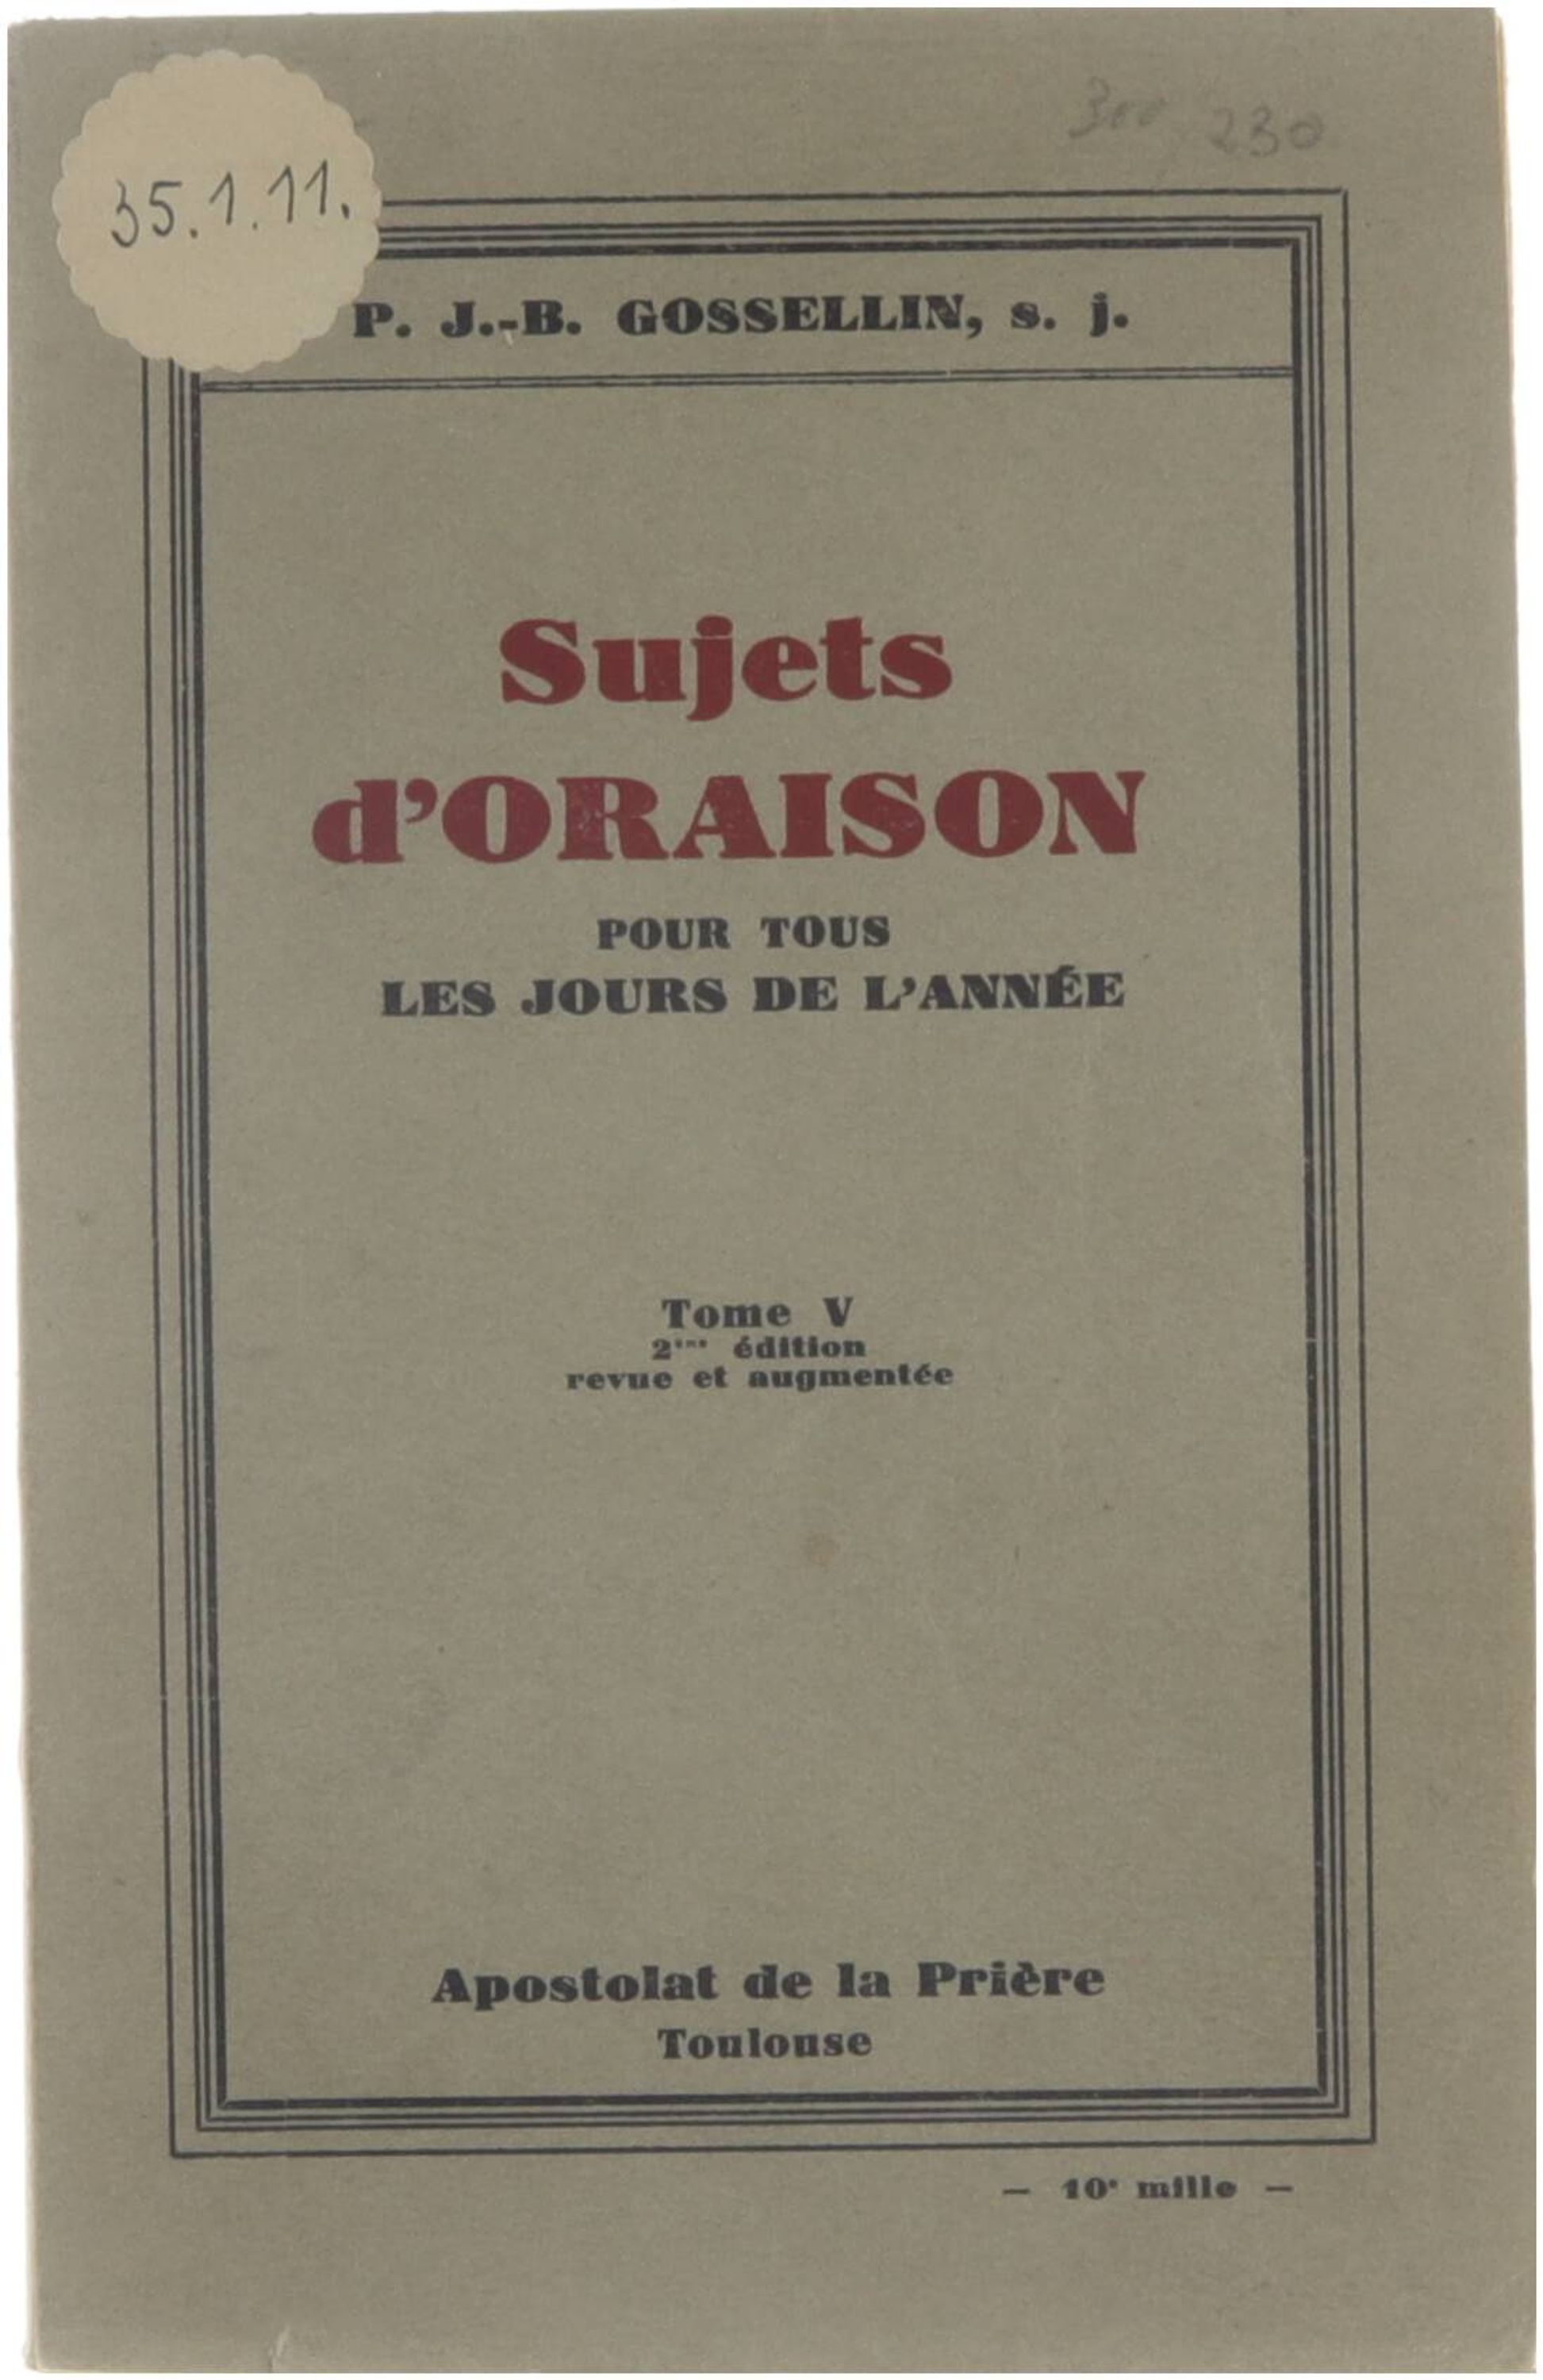 300 230
35.1.11.
P. J.-B. GOSSELLIN, s. j.
Sujets
d'ORAISON
POUR TOUS
LES JOURS DE L'ANNÉE
Tome V
2ème édition
revue et augmentée
Apostolat de la Prière
Toulouse
— 10e mille —